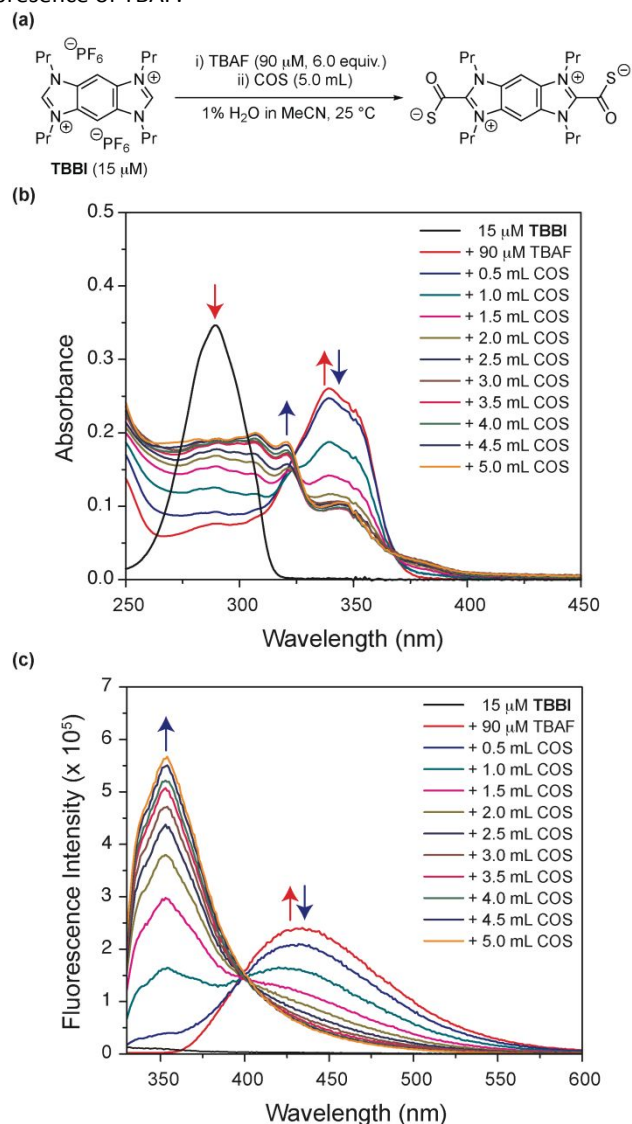 presence of TBAF.
(a)
Pr ⊖PF6 Pr
N N
N N
Pr ⊖PF6 Pr
TBBI (15 μM)
i) TBAF (90 μM, 6.0 equiv.)
ii) COS (5.0 mL)
1% H2O in MeCN, 25 °C
Pr Pr S⊖
O N N
⊖S N N O
Pr Pr
(b)
0.5
0.4
0.3
0.2
0.1
0.0
Absorbance
250 300 350 400 450
Wavelength (nm)
15 μM TBBI
+ 90 μM TBAF
+ 0.5 mL COS
+ 1.0 mL COS
+ 1.5 mL COS
+ 2.0 mL COS
+ 2.5 mL COS
+ 3.0 mL COS
+ 3.5 mL COS
+ 4.0 mL COS
+ 4.5 mL COS
+ 5.0 mL COS
(c)
7
6
5
4
3
2
1
0
Fluorescence Intensity (x 10⁵)
350 400 450 500 550 600
Wavelength (nm)
15 μM TBBI
+ 90 μM TBAF
+ 0.5 mL COS
+ 1.0 mL COS
+ 1.5 mL COS
+ 2.0 mL COS
+ 2.5 mL COS
+ 3.0 mL COS
+ 3.5 mL COS
+ 4.0 mL COS
+ 4.5 mL COS
+ 5.0 mL COS